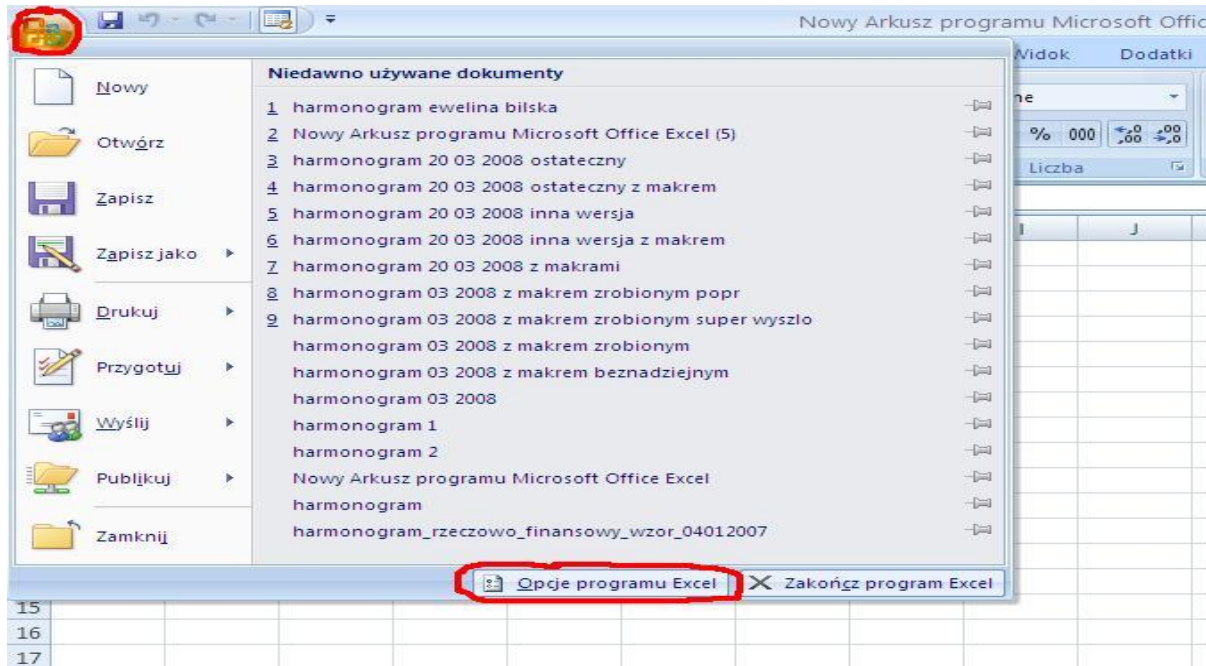 Nowy Arkusz programu Microsoft Offic
Widok Dodatki
ne
% 000 ,00 ,0
Liczba
I J
Nowy
Otwórz
Zapisz
Zapisz jako
Drukuj
Przygotuj
Wyślij
Publikuj
Zamknij
Niedawno używane dokumenty
1 harmonogram ewelina bilska
2 Nowy Arkusz programu Microsoft Office Excel (5)
3 harmonogram 20 03 2008 ostateczny
4 harmonogram 20 03 2008 ostateczny z makrem
5 harmonogram 20 03 2008 inna wersja
6 harmonogram 20 03 2008 inna wersja z makrem
7 harmonogram 20 03 2008 z makrami
8 harmonogram 03 2008 z makrem zrobionym popr
9 harmonogram 03 2008 z makrem zrobionym super wyszlo
harmonogram 03 2008 z makrem zrobionym
harmonogram 03 2008 z makrem beznadziejnym
harmonogram 03 2008
harmonogram 1
harmonogram 2
Nowy Arkusz programu Microsoft Office Excel
harmonogram
harmonogram_rzeczowo_finansowy_wzor_04012007
Opcje programu Excel Zakończ program Excel
15
16
17